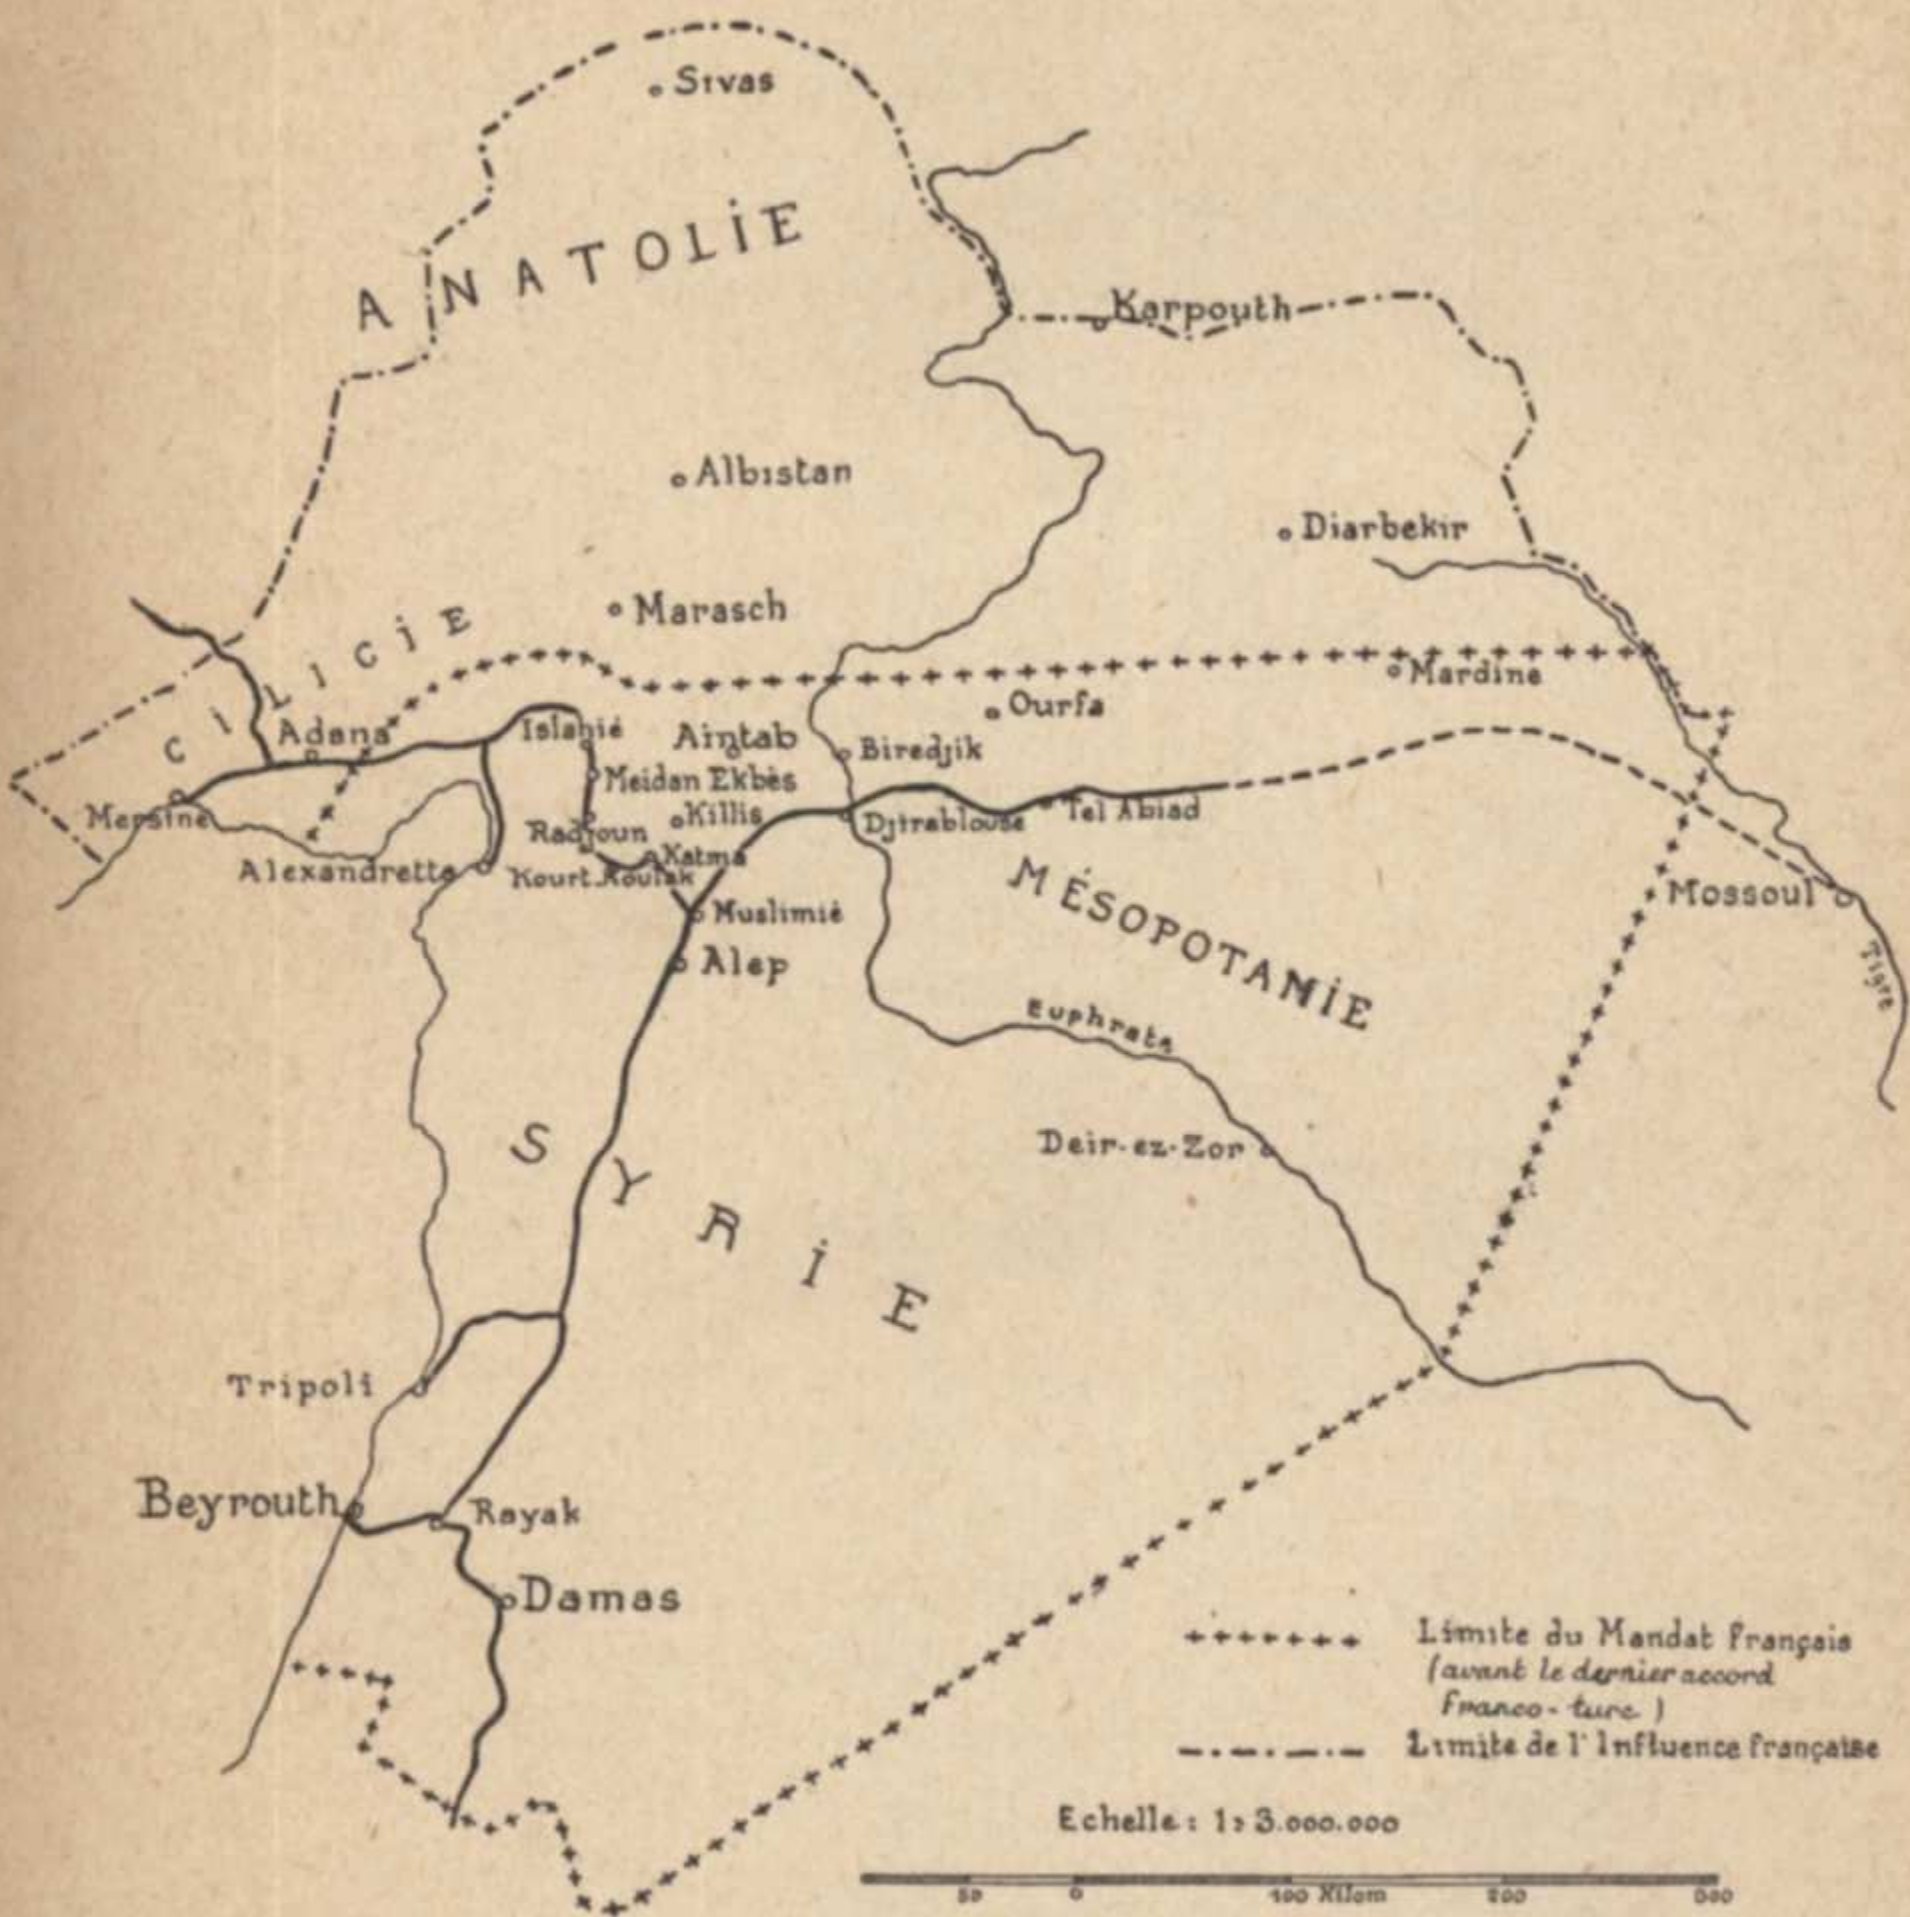 Sivas
ANATOLIE
Karpouth
Albistan
Diarbekir
Marasch
CILICIE
Mardine
Ourfa
Adana
Islahié
Aintab
Biredjik
Meidan Ekbès
Mersine
Killis
Djirablouse
Tel Abiad
Radjoun
Katma
Alexandrette
Kourt.Koulak
MÉSOPOTAMIE
Mossoul
Muslimié
Alep
Tigre
Euphrate
SYRIE
Deir-ez-Zor
Tripoli
Beyrouth
Rayak
Damas
Limite du Mandat français
(avant le dernier accord
franco-turc)
Limite de l'Influence française
Echelle: 1: 3.000.000
50 0 100 Kilom 200 300